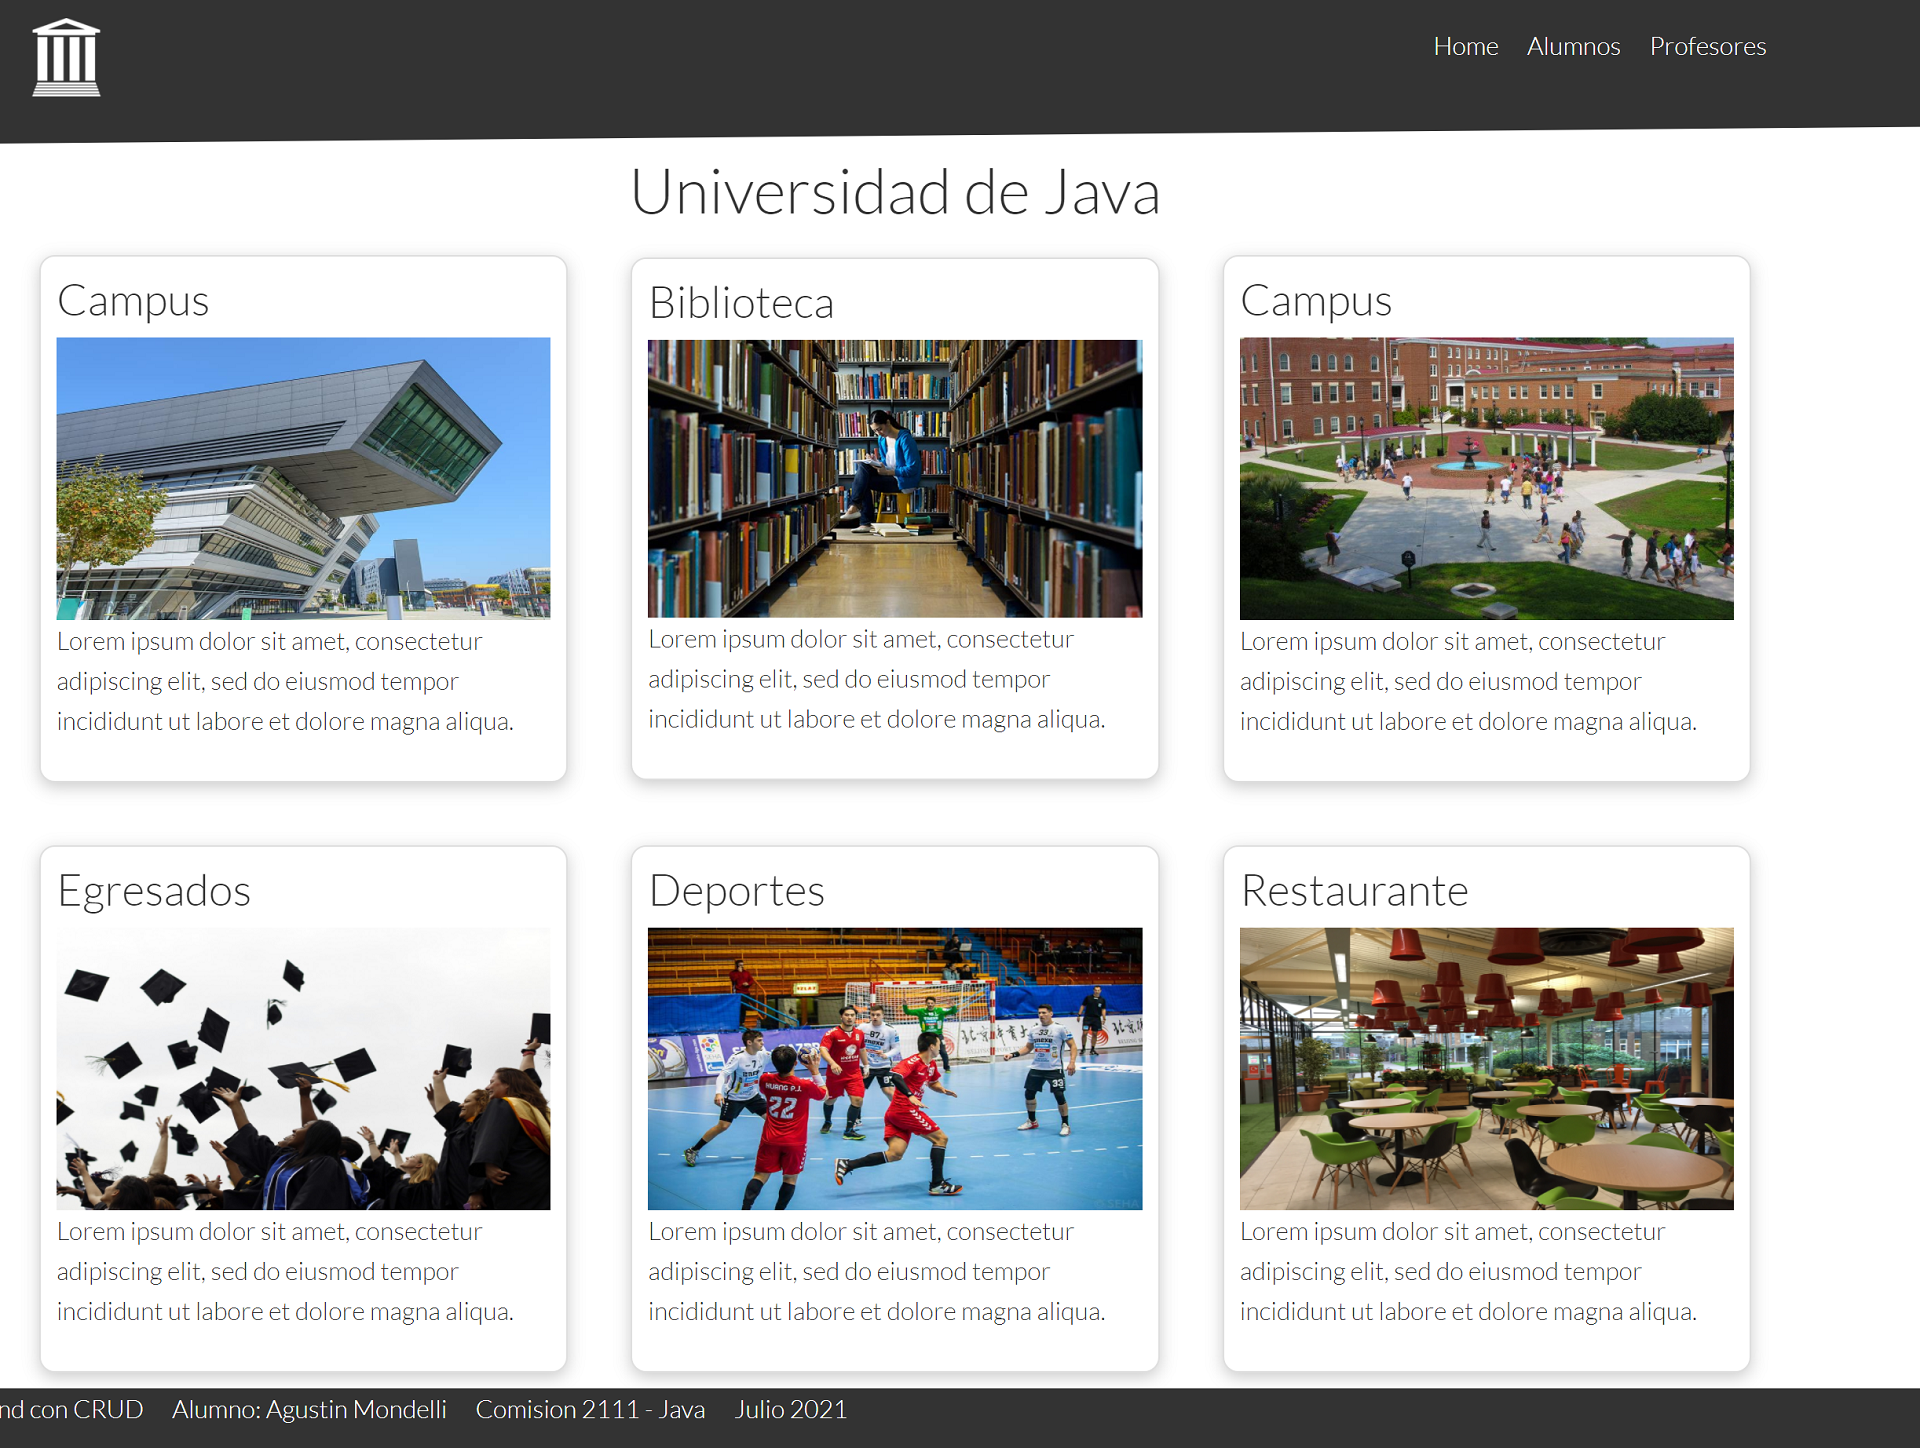 Home Alumnos Profesores
Universidad de Java
Campus
Lorem ipsum dolor sit amet, consectetur
adipiscing elit, sed do eiusmod tempor
incididunt ut labore et dolore magna aliqua.
Biblioteca
Lorem ipsum dolor sit amet, consectetur
adipiscing elit, sed do eiusmod tempor
incididunt ut labore et dolore magna aliqua.
Campus
Lorem ipsum dolor sit amet, consectetur
adipiscing elit, sed do eiusmod tempor
incididunt ut labore et dolore magna aliqua.
Egresados
Lorem ipsum dolor sit amet, consectetur
adipiscing elit, sed do eiusmod tempor
incididunt ut labore et dolore magna aliqua.
Deportes
HUANG P.J.
22
87
7
33
33
SEHA
Lorem ipsum dolor sit amet, consectetur
adipiscing elit, sed do eiusmod tempor
incididunt ut labore et dolore magna aliqua.
Restaurante
Lorem ipsum dolor sit amet, consectetur
adipiscing elit, sed do eiusmod tempor
incididunt ut labore et dolore magna aliqua.
nd con CRUD Alumno: Agustin Mondelli Comision 2111 - Java Julio 2021